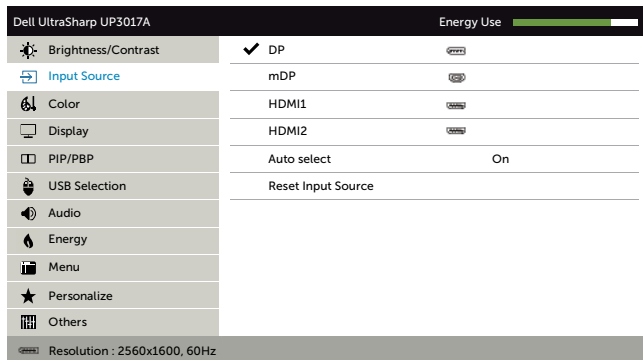 Dell UltraSharp UP3017A Energy Use
Brightness/Contrast DP
Input Source mDP
Color HDMI1
Display HDMI2
PIP/PBP Auto select On
USB Selection Reset Input Source
Audio
Energy
Menu
Personalize
Others
Resolution : 2560x1600, 60Hz